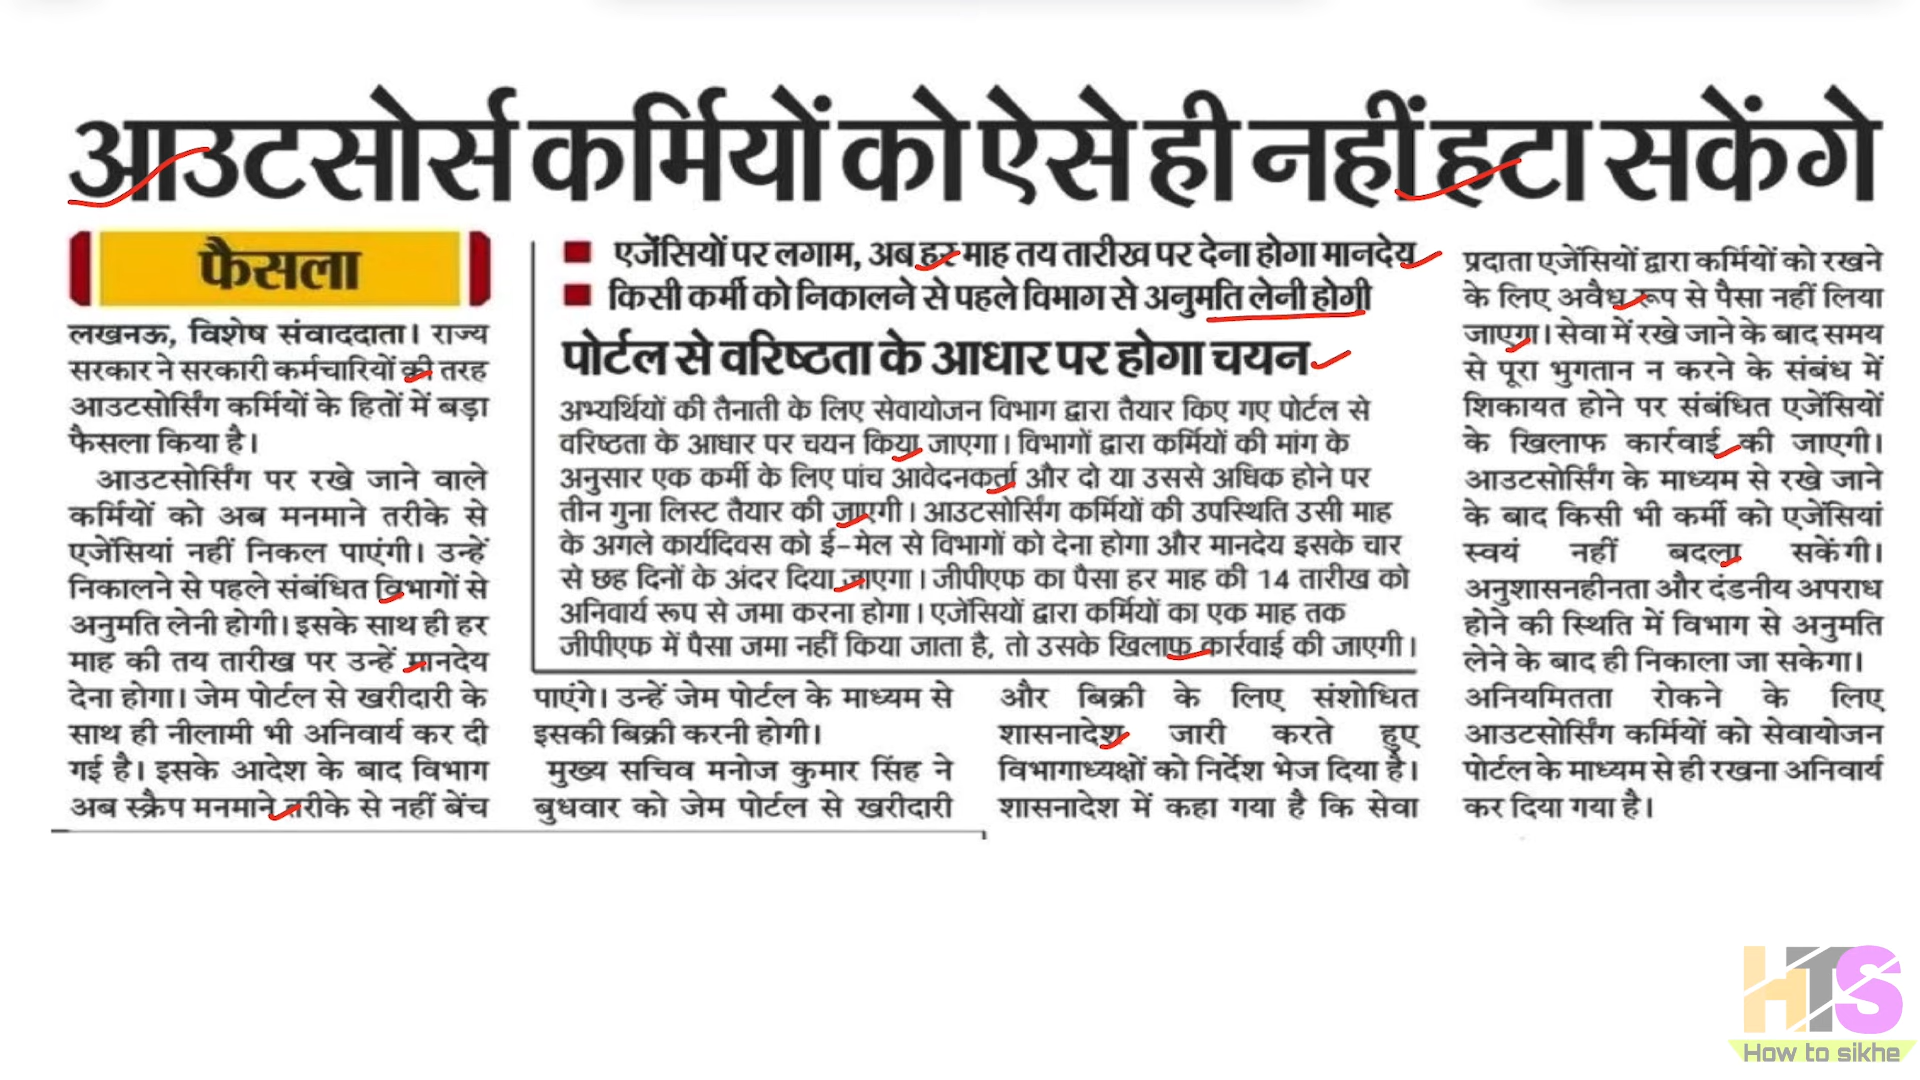 आउटसोर्स कर्मियों को ऐसे ही नहीं हटा सकेंगे
फैसला
लखनऊ, विशेष संवाददाता। राज्य
सरकार ने सरकारी कर्मचारियों की तरह
आउटसोर्सिंग कर्मियों के हितों में बड़ा
फैसला किया है।
आउटसोर्सिंग पर रखे जाने वाले
कर्मियों को अब मनमाने तरीके से
एजेंसियां नहीं निकल पाएंगी। उन्हें
निकालने से पहले संबंधित विभागों से
अनुमति लेनी होगी। इसके साथ ही हर
माह की तय तारीख पर उन्हें मानदेय
देना होगा। जेम पोर्टल से खरीदारी के
साथ ही नीलामी भी अनिवार्य कर दी
गई है। इसके आदेश के बाद विभाग
अब स्क्रैप मनमाने तरीके से नहीं बेंच
एजेंसियों पर लगाम, अब हर माह तय तारीख पर देना होगा मानदेय
किसी कर्मी को निकालने से पहले विभाग से अनुमति लेनी होगी
पोर्टल से वरिष्ठता के आधार पर होगा चयन
अभ्यर्थियों की तैनाती के लिए सेवायोजन विभाग द्वारा तैयार किए गए पोर्टल से
वरिष्ठता के आधार पर चयन किया जाएगा। विभागों द्वारा कर्मियों की मांग के
अनुसार एक कर्मी के लिए पांच आवेदनकर्ता और दो या उससे अधिक होने पर
तीन गुना लिस्ट तैयार की जाएगी। आउटसोर्सिंग कर्मियों की उपस्थिति उसी माह
के अगले कार्यदिवस को ई-मेल से विभागों को देना होगा और मानदेय इसके चार
से छह दिनों के अंदर दिया जाएगा। जीपीएफ का पैसा हर माह की 14 तारीख को
अनिवार्य रूप से जमा करना होगा। एजेंसियों द्वारा कर्मियों का एक माह तक
जीपीएफ में पैसा जमा नहीं किया जाता है, तो उसके खिलाफ कार्रवाई की जाएगी।
पाएंगे। उन्हें जेम पोर्टल के माध्यम से
इसकी बिक्री करनी होगी।
मुख्य सचिव मनोज कुमार सिंह ने
बुधवार को जेम पोर्टल से खरीदारी
और बिक्री के लिए संशोधित
शासनादेश जारी करते हुए
विभागाध्यक्षों को निर्देश भेज दिया है।
शासनादेश में कहा गया है कि सेवा
प्रदाता एजेंसियों द्वारा कर्मियों को रखने
के लिए अवैध रूप से पैसा नहीं लिया
जाएगा। सेवा में रखे जाने के बाद समय
से पूरा भुगतान न करने के संबंध में
शिकायत होने पर संबंधित एजेंसियों
के खिलाफ कार्रवाई की जाएगी।
आउटसोर्सिंग के माध्यम से रखे जाने
के बाद किसी भी कर्मी को एजेंसियां
स्वयं नहीं बदला सकेंगी।
अनुशासनहीनता और दंडनीय अपराध
होने की स्थिति में विभाग से अनुमति
लेने के बाद ही निकाला जा सकेगा।
अनियमितता रोकने के लिए
आउटसोर्सिंग कर्मियों को सेवायोजन
पोर्टल के माध्यम से ही रखना अनिवार्य
कर दिया गया है।
HTS
How to sikhe